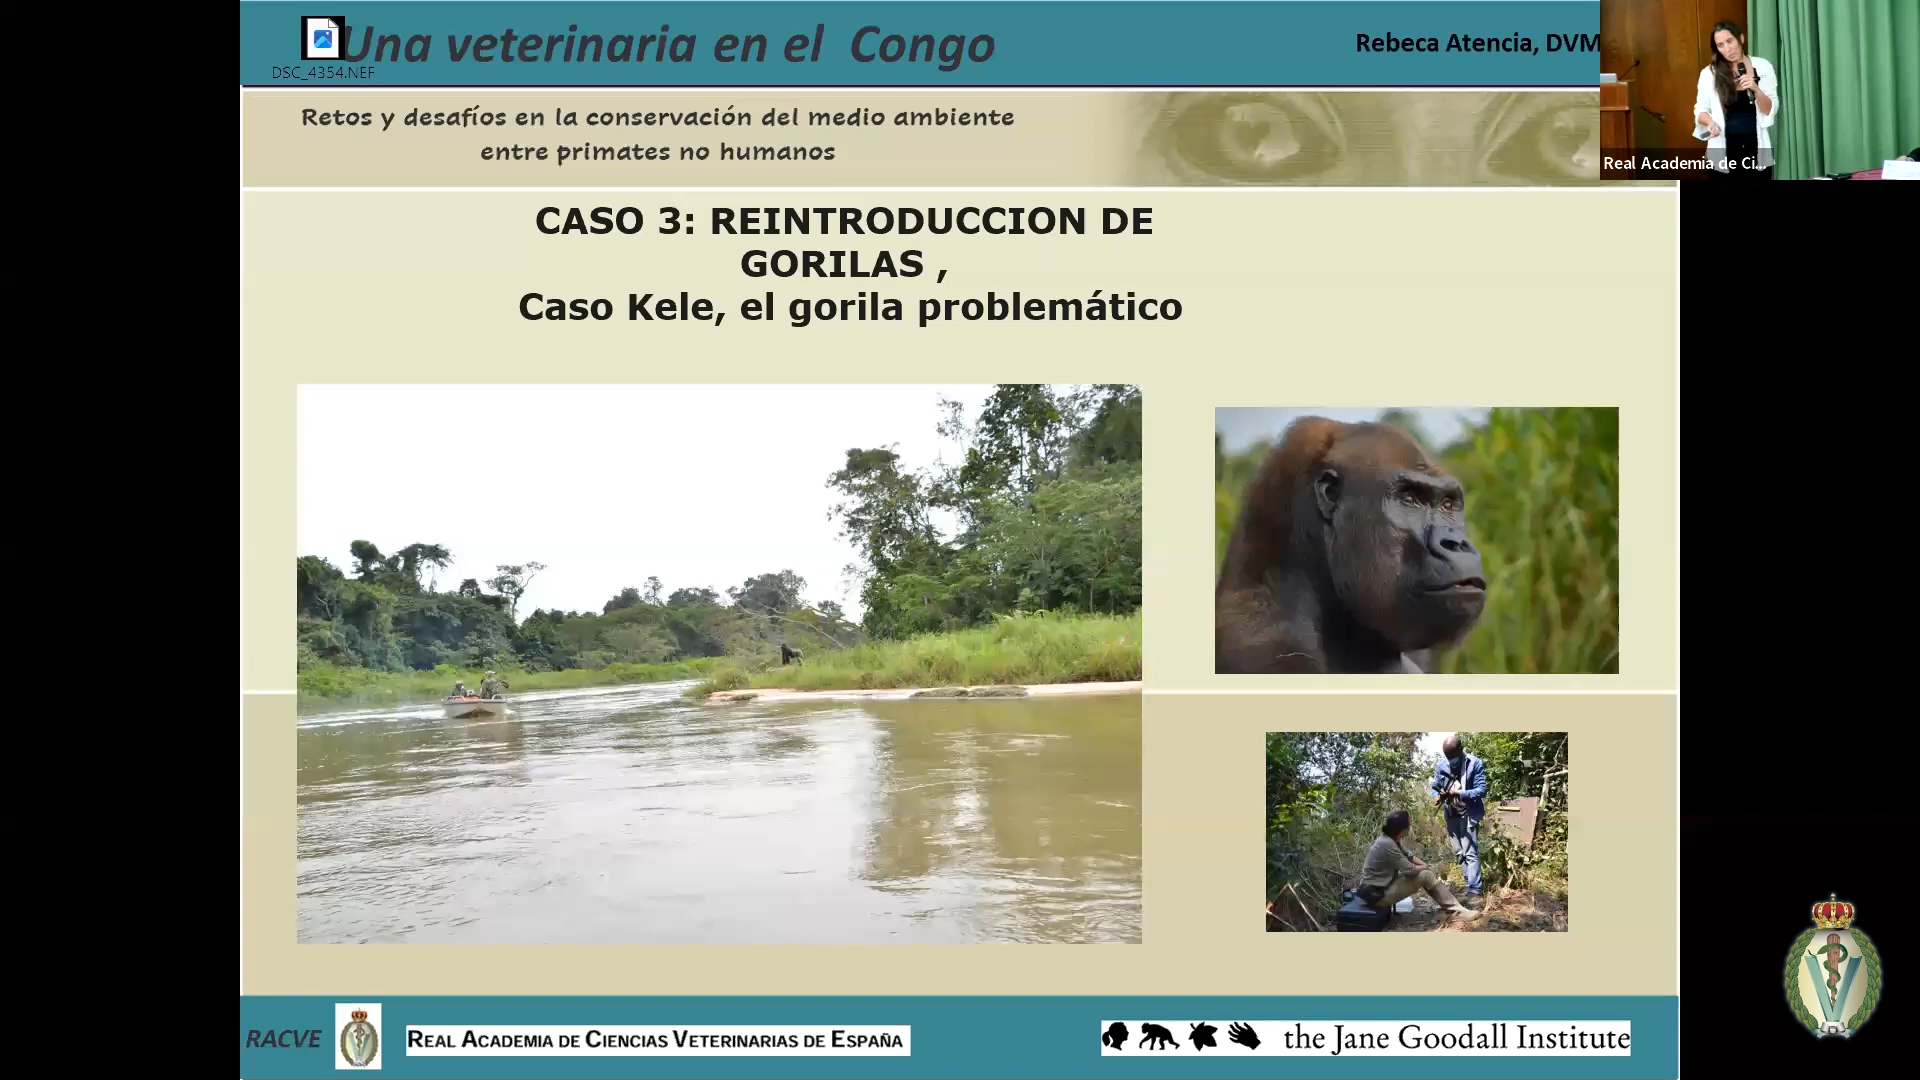 Una veterinaria en el Congo
DSC_4354.NEF
Rebeca Atencia, DVM
Real Academia de Ci...
Retos y desafíos en la conservación del medio ambiente
entre primates no humanos
CASO 3: REINTRODUCCION DE
GORILAS ,
Caso Kele, el gorila problemático
RACVE
REAL ACADEMIA DE CIENCIAS VETERINARIAS DE ESPAÑA
the Jane Goodall Institute